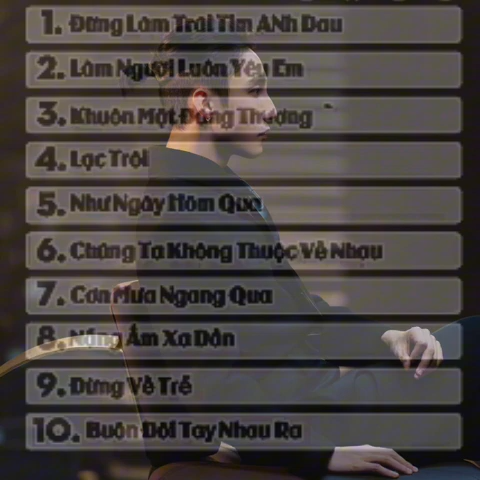 1. Đừng Làm Trái Tim ANh Đau
2. Làm Người Luôn Yêu Em
3. Khuôn Mặt Đáng Thương
4. Lạc Trôi
5. Như Ngày Hôm Qua
6. Chúng Ta Không Thuộc Về Nhau
7. Cơn Mưa Ngang Qua
8. Nắng Ấm Xa Dần
9. Đừng Về Trễ
10. Buôn Đôi Tay Nhau Ra